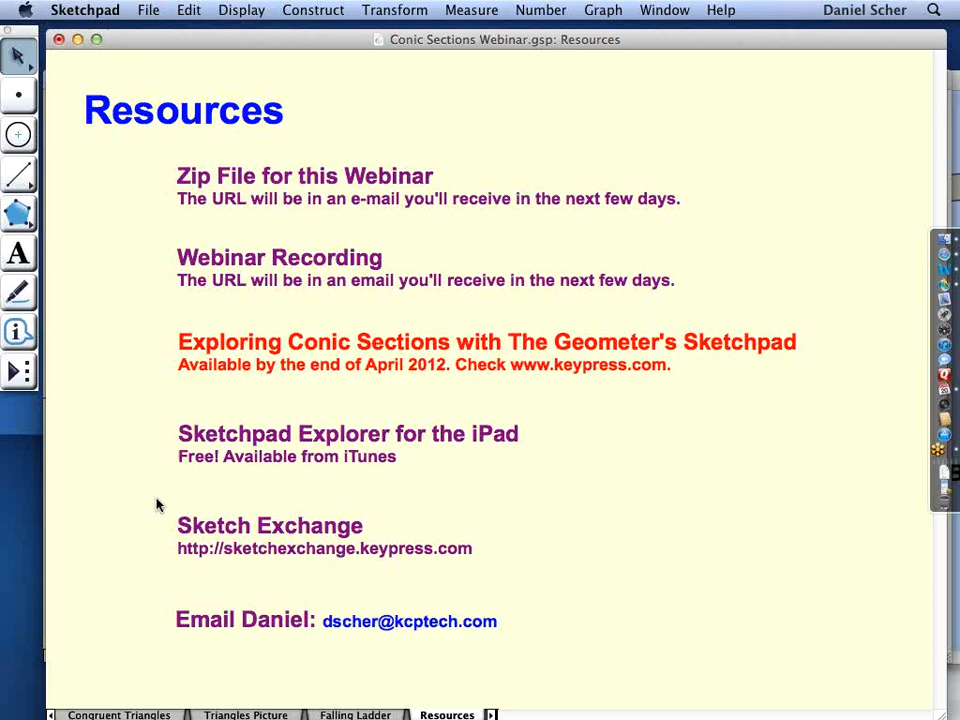 Sketchpad File Edit Display Construct Transform Measure Number Graph Window Help Daniel Scher
Conic Sections Webinar.gsp: Resources
Resources
Zip File for this Webinar
The URL will be in an e-mail you'll receive in the next few days.
Webinar Recording
The URL will be in an email you'll receive in the next few days.
Exploring Conic Sections with The Geometer's Sketchpad
Available by the end of April 2012. Check www.keypress.com.
Sketchpad Explorer for the iPad
Free! Available from iTunes
Sketch Exchange
http://sketchexchange.keypress.com
Email Daniel: dscher@kcptech.com
A
Congruent Triangles Triangles Picture Falling Ladder Resources